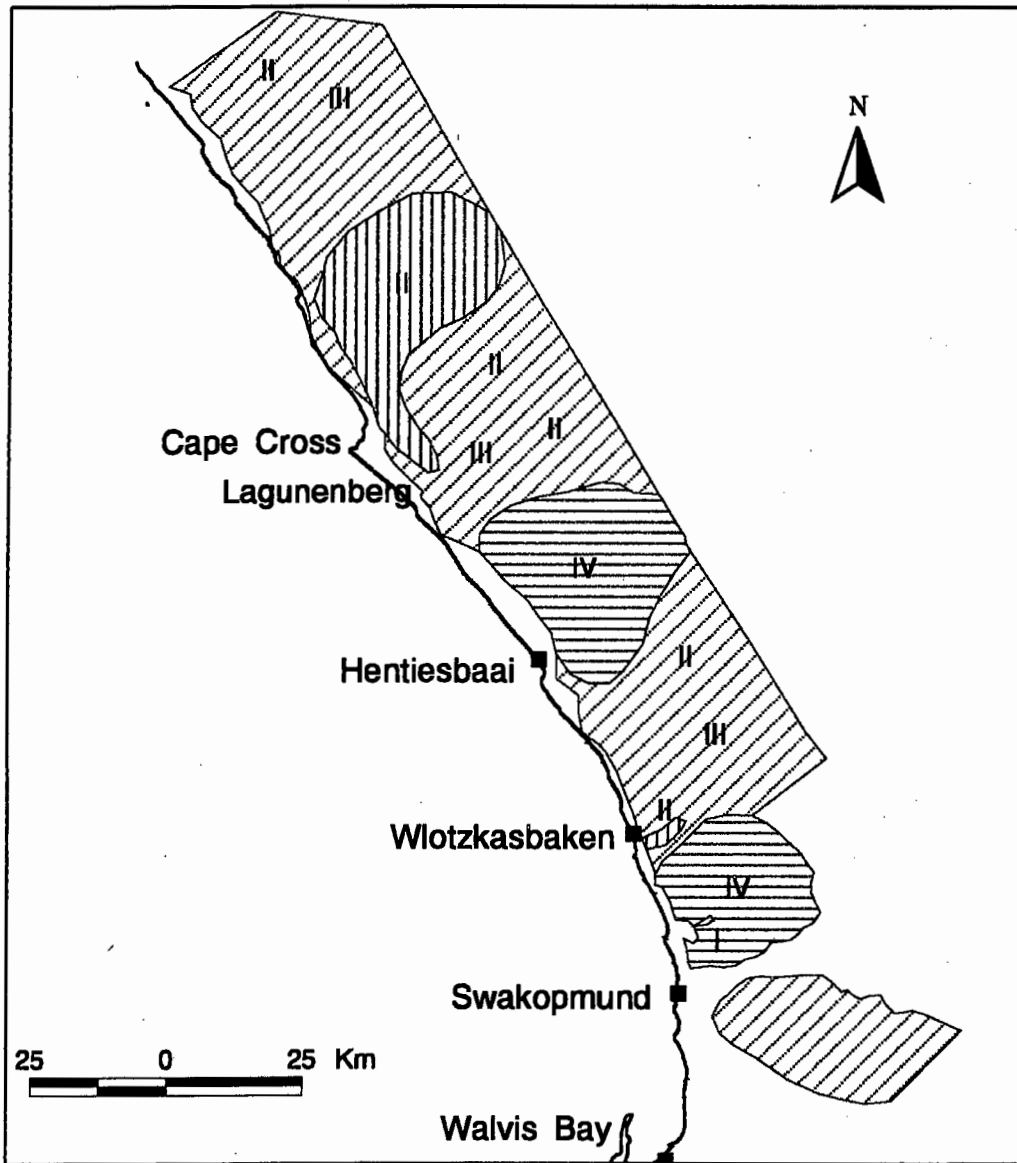 II
III
N
II
II
II
Cape Cross
III
Lagunenberg
IV
II
Hentiesbaai
III
II
Wlotzkasbaken
IV
I
Swakopmund
25 0 25 Km
Walvis Bay